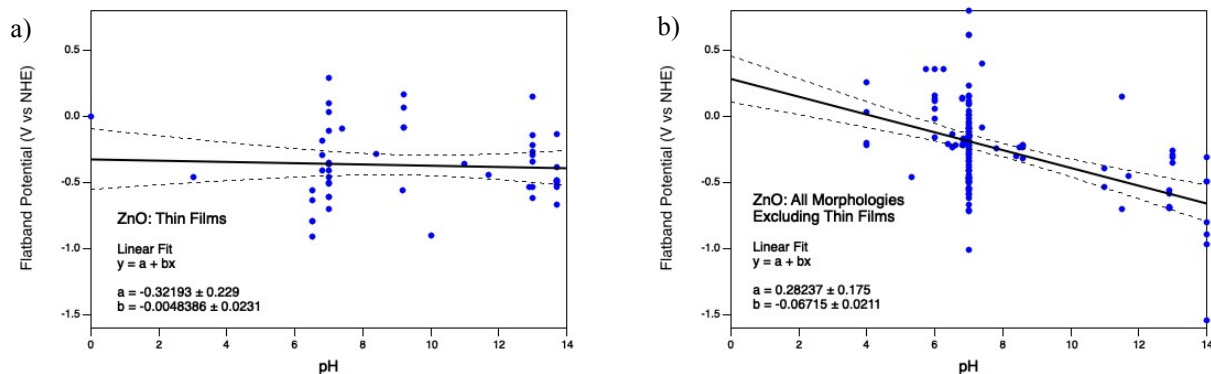 a)
Flatband Potential (V vs NHE)
0.5
0.0
-0.5
-1.0
-1.5
ZnO: Thin Films
Linear Fit
y = a + bx
a = -0.32193 ± 0.229
b = -0.0048386 ± 0.0231
0 2 4 6 8 10 12 14
pH
b)
Flatband Potential (V vs NHE)
0.5
0.0
-0.5
-1.0
-1.5
ZnO: All Morphologies
Excluding Thin Films
Linear Fit
y = a + bx
a = 0.28237 ± 0.175
b = -0.06715 ± 0.0211
0 2 4 6 8 10 12 14
pH